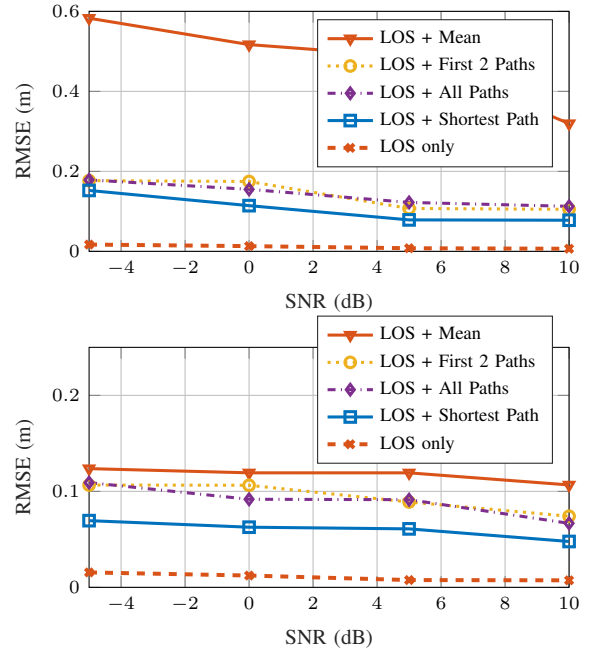 0.6
0.4
0.2
0
RMSE (m)
LOS + Mean
LOS + First 2 Paths
LOS + All Paths
LOS + Shortest Path
LOS only
−4 −2 0 2 4 6 8 10
SNR (dB)
LOS + Mean
LOS + First 2 Paths
LOS + All Paths
LOS + Shortest Path
LOS only
0.2
0.1
0
RMSE (m)
−4 −2 0 2 4 6 8 10
SNR (dB)